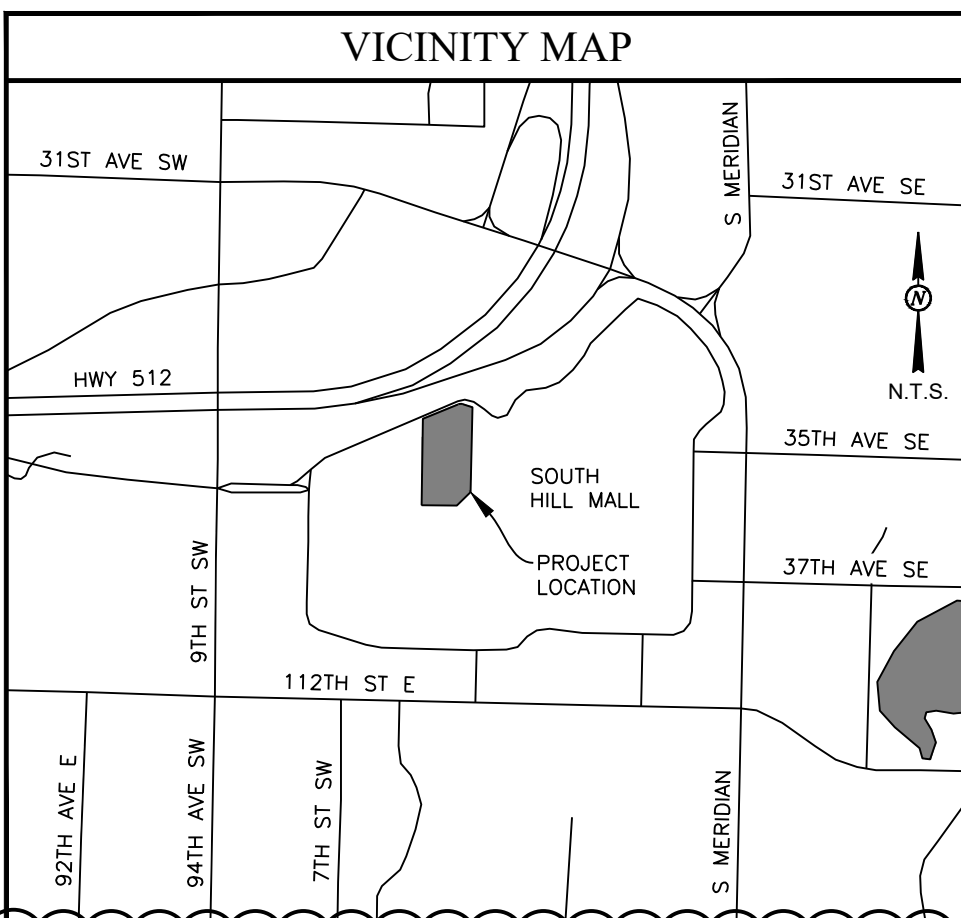 VICINITY MAP
31ST AVE SW
S MERIDIAN
31ST AVE SE
N
N.T.S.
HWY 512
35TH AVE SE
SOUTH
HILL MALL
PROJECT
LOCATION
37TH AVE SE
9TH ST SW
112TH ST E
92TH AVE E
94TH AVE SW
7TH ST SW
S MERIDIAN